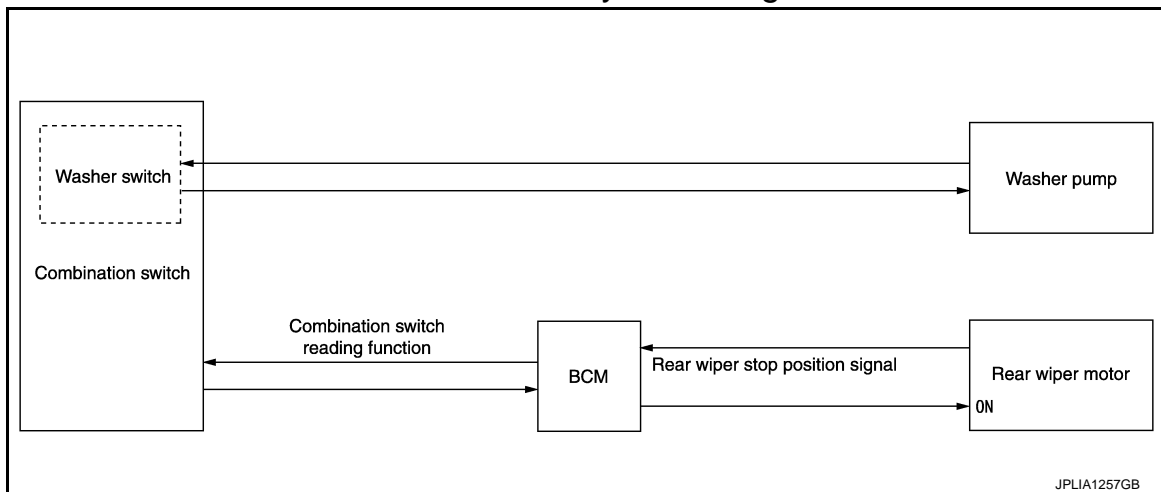 Washer switch
Washer pump
Combination switch
Combination switch
reading function
BCM
Rear wiper stop position signal
Rear wiper motor
ON
JPLIA1257GB